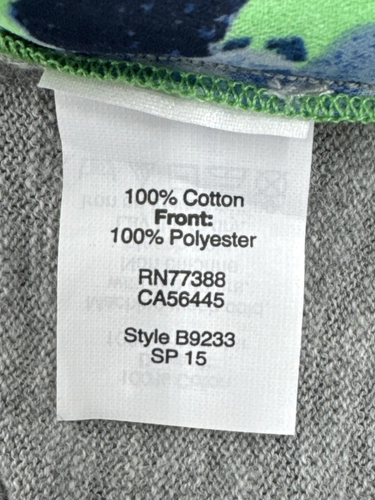 100% Cotton
Front:
100% Polyester
RN77388
CA56445
Style B9233
SP 15